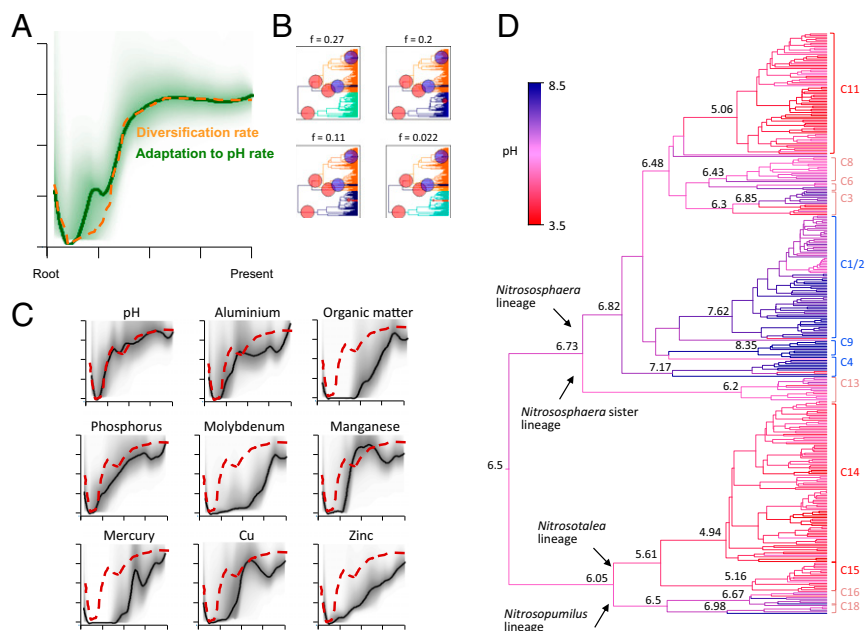 A
Diversification rate
Adaptation to pH rate
Root
Present
B
f = 0.27
f = 0.2
f = 0.11
f = 0.022
C
pH
Aluminium
Organic matter
Phosphorus
Molybdenum
Manganese
Mercury
Cu
Zinc
D
pH
8.5
3.5
5.06
6.48
6.43
6.85
6.3
Nitrososphaera
lineage
6.82
7.62
6.73
8.35
7.17
6.2
Nitrososphaera sister
lineage
6.5
Nitrosotalea
lineage
4.94
5.61
5.16
6.05
6.67
6.5
6.98
Nitrosopumilus
lineage
C11
C8
C6
C3
C1/2
C9
C4
C13
C14
C15
C16
C18